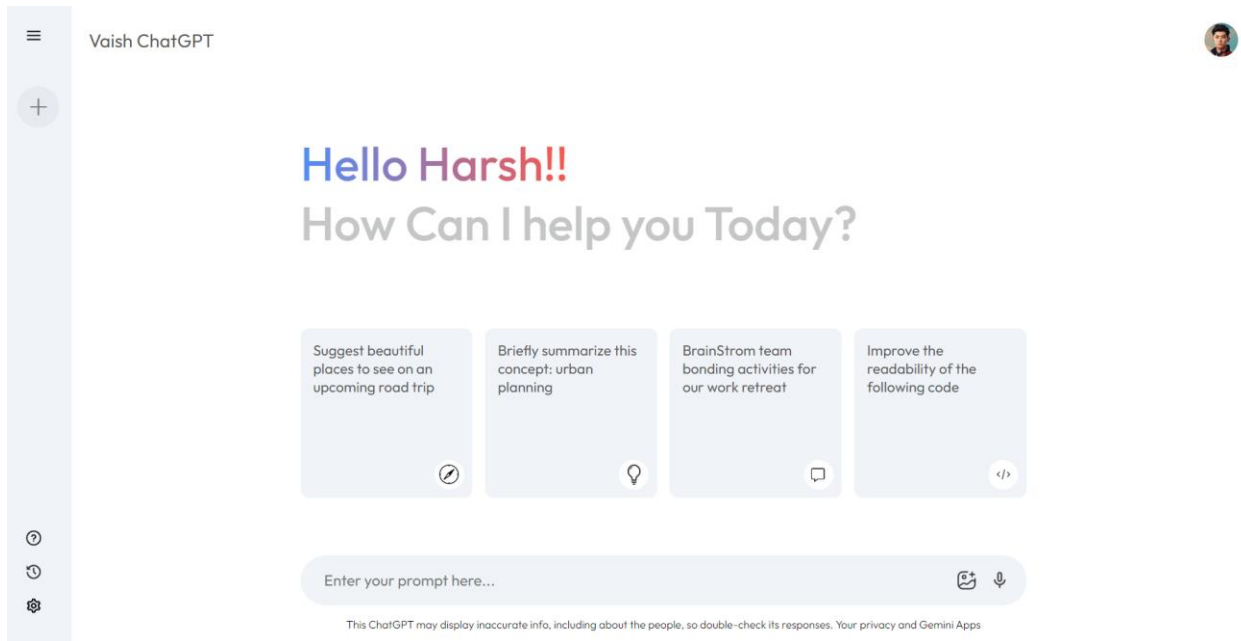 Vaish ChatGPT
Hello Harsh!!
How Can I help you Today?
Suggest beautiful
places to see on an
upcoming road trip
Briefly summarize this
concept: urban
planning
BrainStrom team
bonding activities for
our work retreat
Improve the
readability of the
following code
Enter your prompt here...
This ChatGPT may display inaccurate info, including about the people, so double-check its responses. Your privacy and Gemini Apps